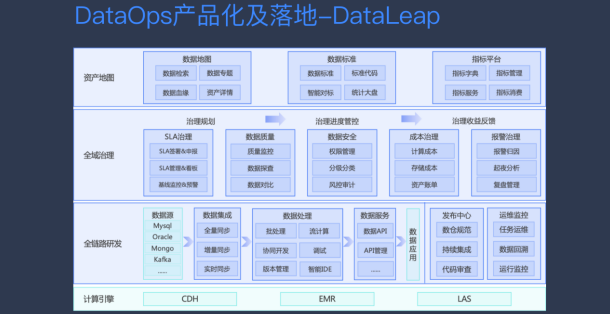 DataOps产品化及落地-DataLeap
资产地图
数据地图
数据检索 数据专题
数据血缘 资产详情
数据标准
数据标准 标准代码
智能对标 统计大盘
指标平台
指标字典 指标管理
指标服务 指标消费
全域治理
治理规划 治理进度管控 治理收益反馈
SLA治理
SLA签署&申报
SLA管理&看板
基线监控&预警
数据质量
质量监控
数据探查
数据对比
数据安全
权限管理
分级分类
风控审计
成本治理
计算成本
存储成本
资产账单
报警治理
报警归因
起夜分析
复盘管理
全链路研发
数据源
Mysql
Oracle
Mongo
Kafka
......
数据集成
全量同步
增量同步
实时同步
数据处理
批处理 流计算
协同开发 调试
版本管理 智能IDE
数据服务
数据API
API管理
......
数据应用
发布中心
数仓规范
持续集成
代码审查
运维监控
任务运维
数据回溯
运行监控
计算引擎
CDH EMR LAS